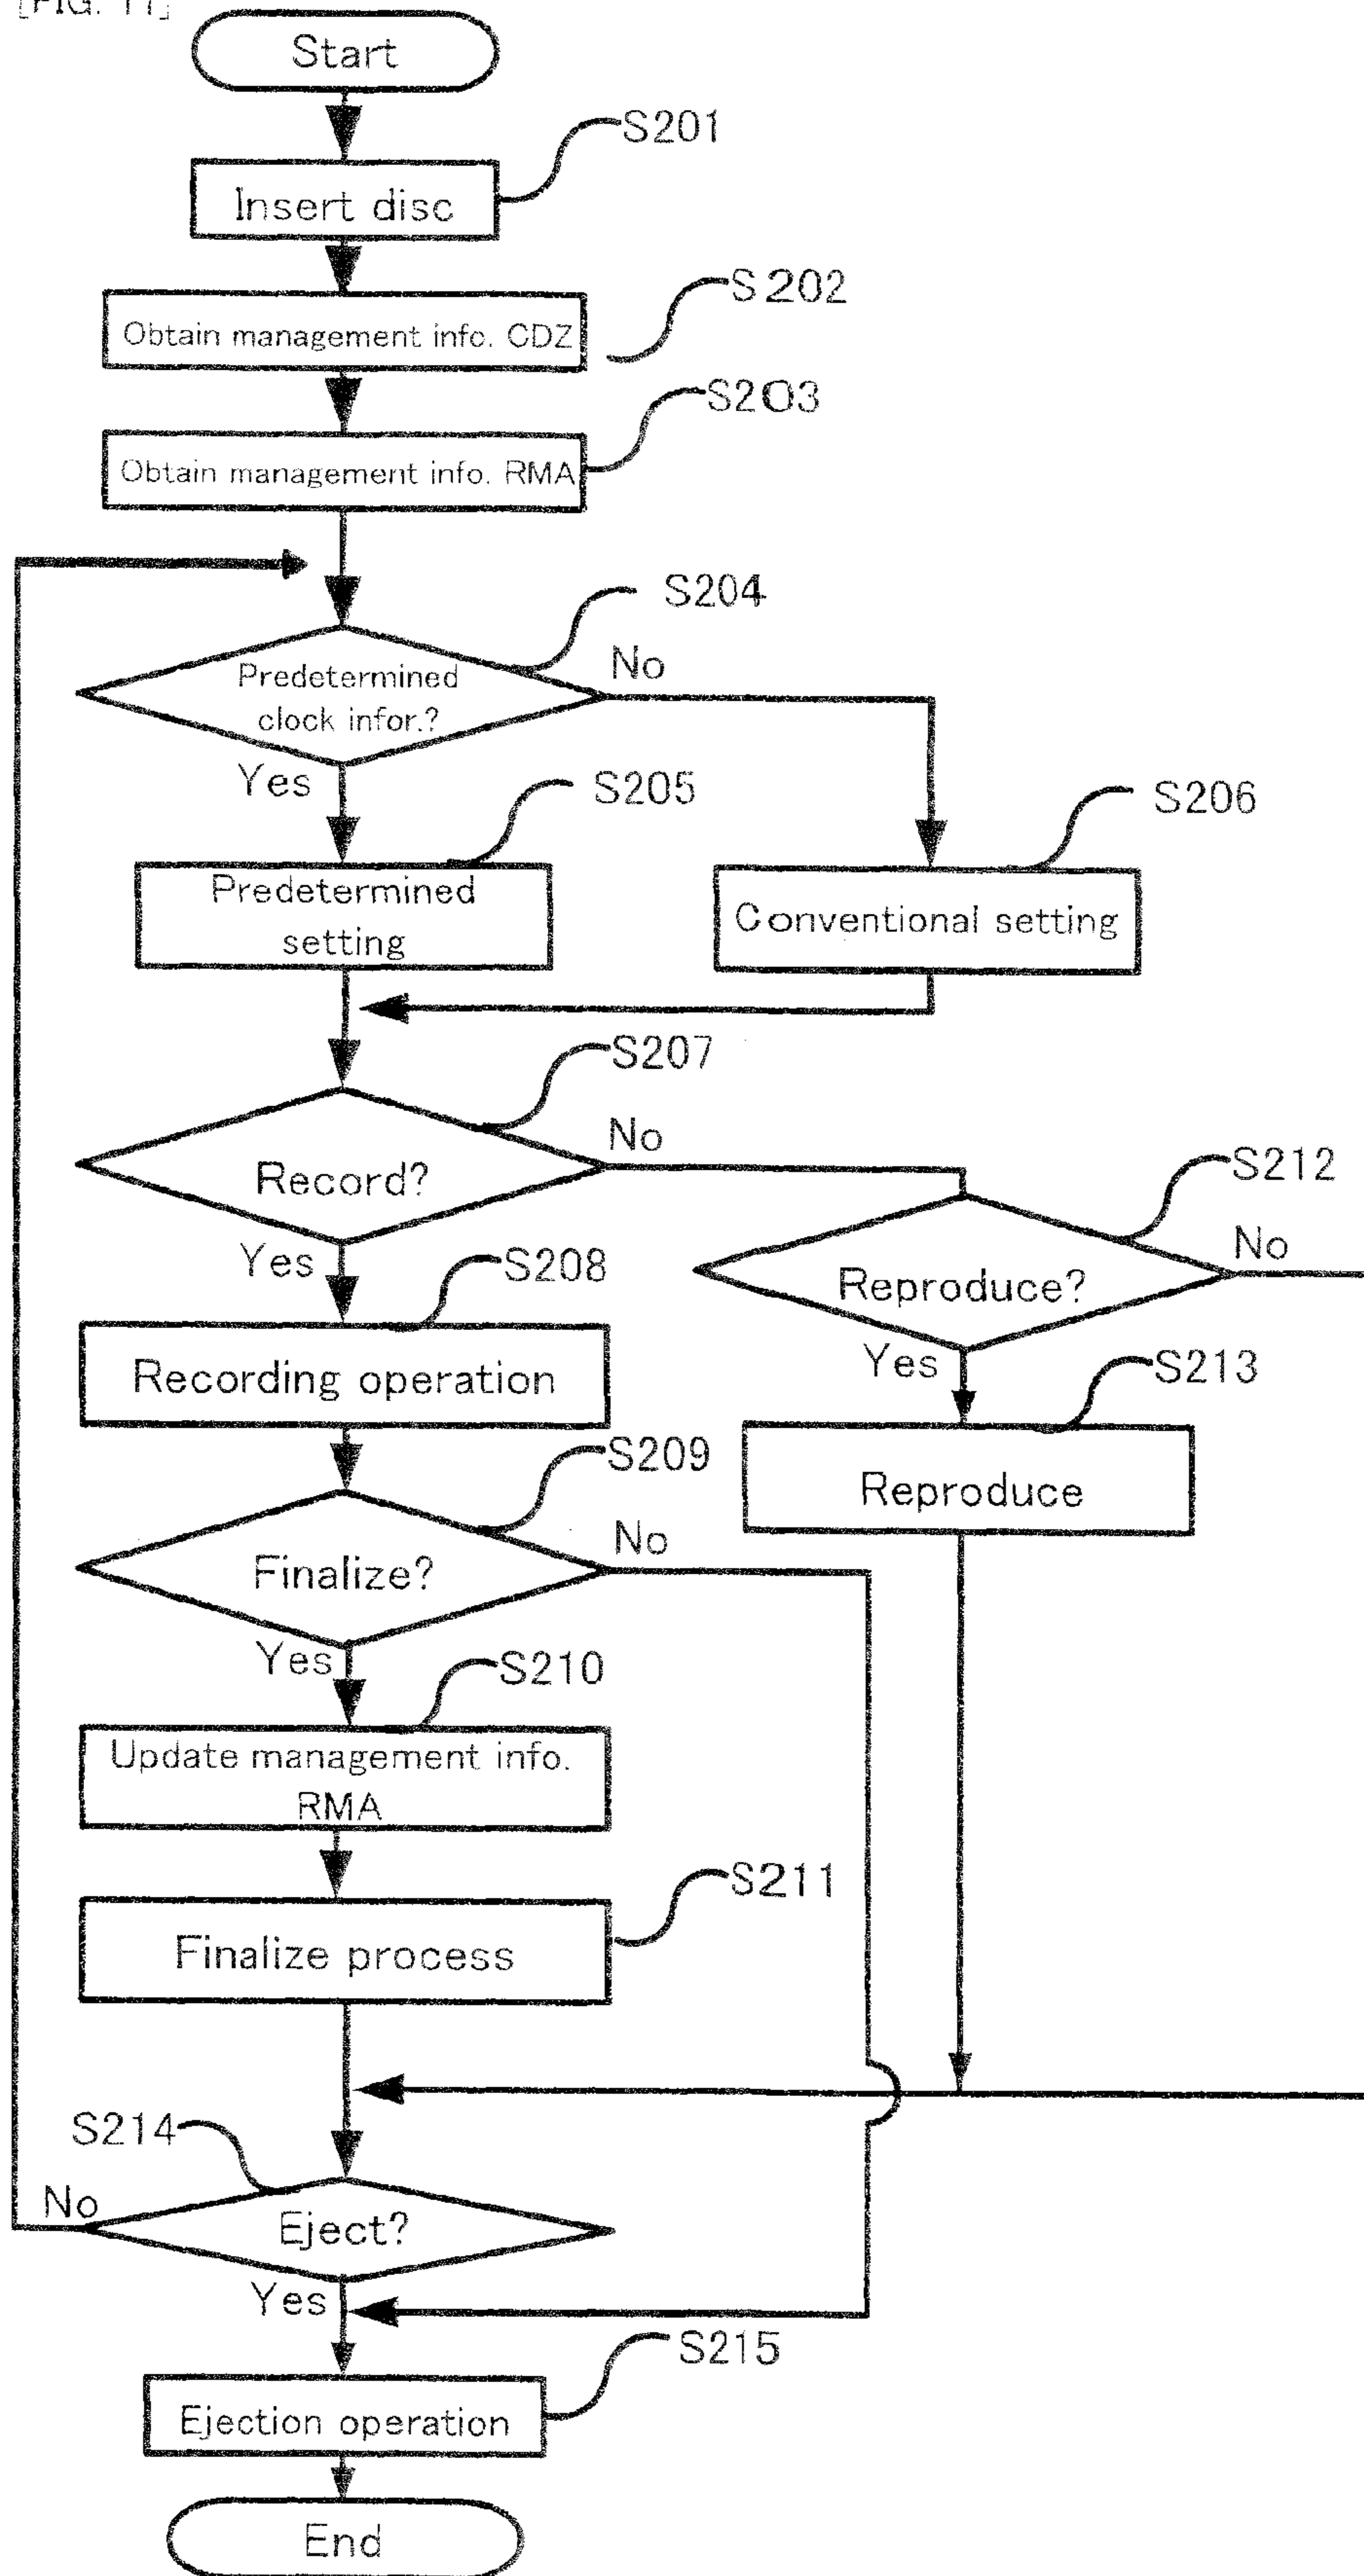 [FIG. 11]
Start
S201
Insert disc
S202
Obtain management info. CDZ
S203
Obtain management info. RMA
S204
Predetermined
clock infor.?
No
Yes
S205
S206
Predetermined
setting
Conventional setting
S207
Record?
No
S212
Yes
S208
Reproduce?
No
Recording operation
Yes
S213
S209
Reproduce
Finalize?
No
Yes
S210
Update management info.
RMA
S211
Finalize process
S214
No
Eject?
Yes
S215
Ejection operation
End